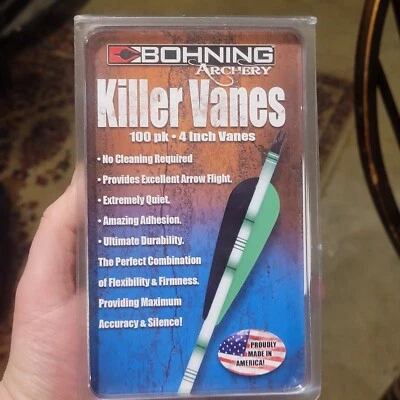 BOHNING
ARCHERY
Killer Vanes
100 pk • 4 Inch Vanes
• No Cleaning Required
• Provides Excellent Arrow Flight.
• Extremely Quiet.
• Amazing Adhesion.
• Ultimate Durability.
The Perfect Combination
of Flexibility & Firmness.
Providing Maximum
Accuracy & Silence!
PROUDLY
MADE IN
AMERICA!